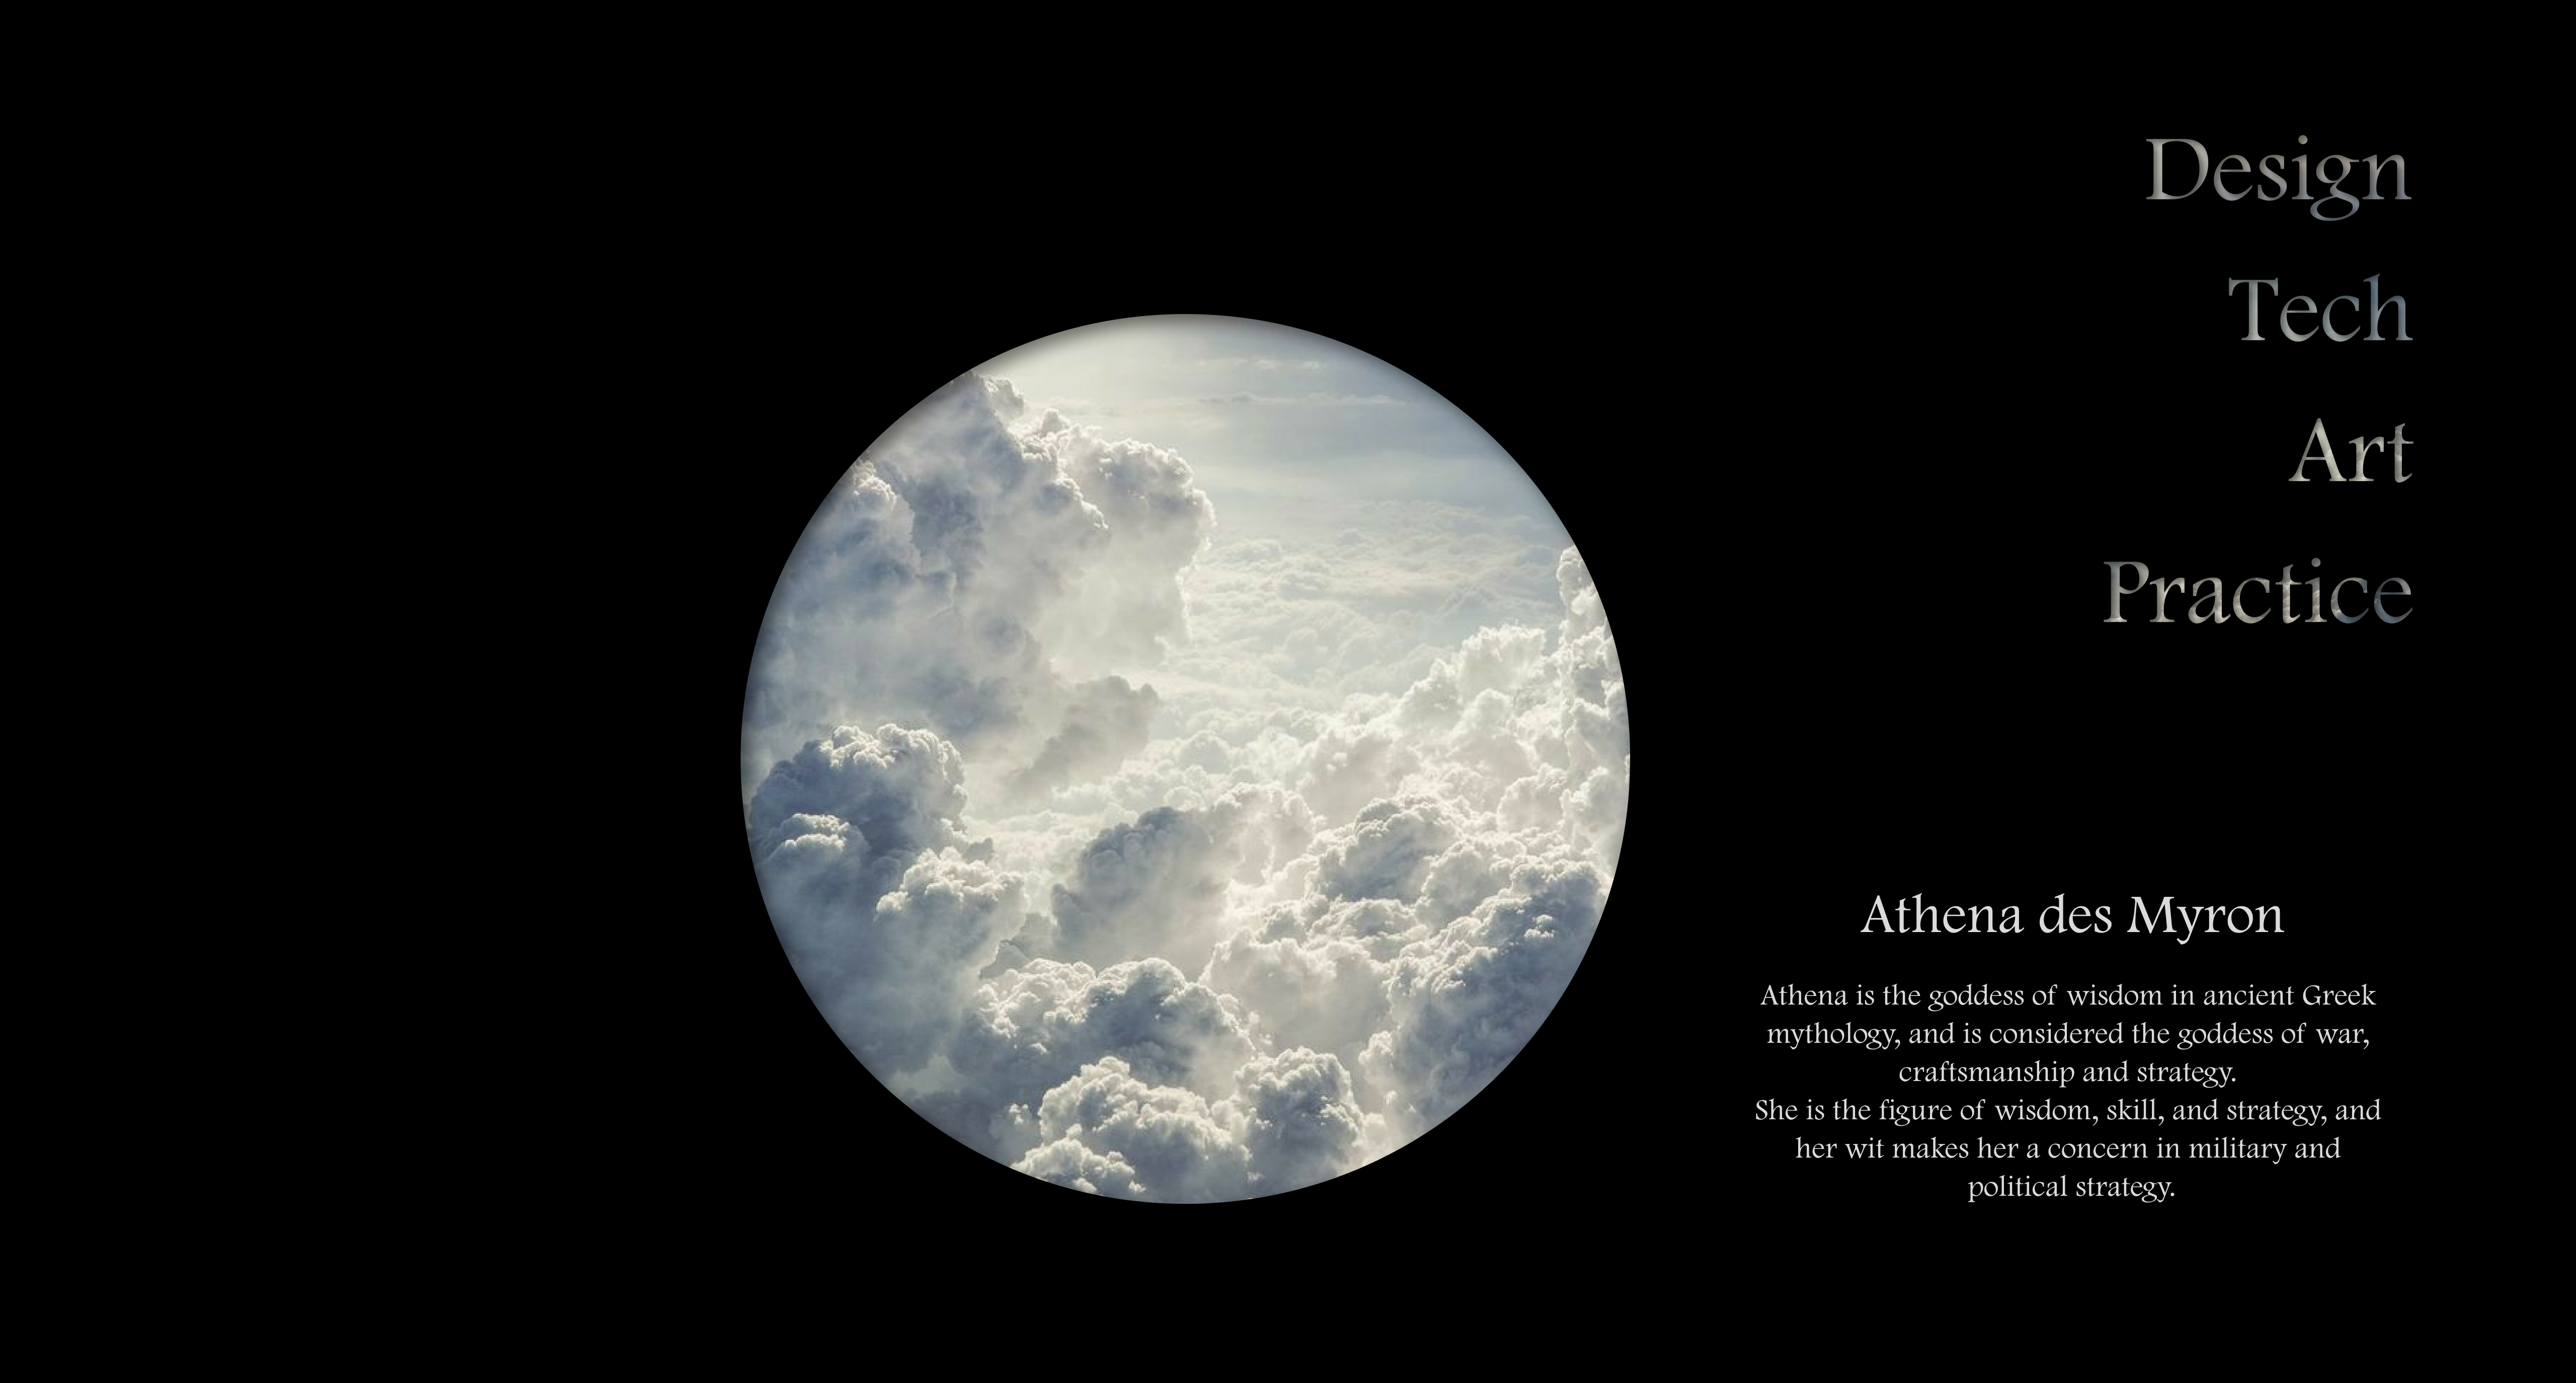 Design
Tech
Art
Practice
Athena des Myron
Athena is the goddess of wisdom in ancient Greek
mythology, and is considered the goddess of war,
craftsmanship and strategy.
She is the figure of wisdom, skill, and strategy, and
her wit makes her a concern in military and
political strategy.